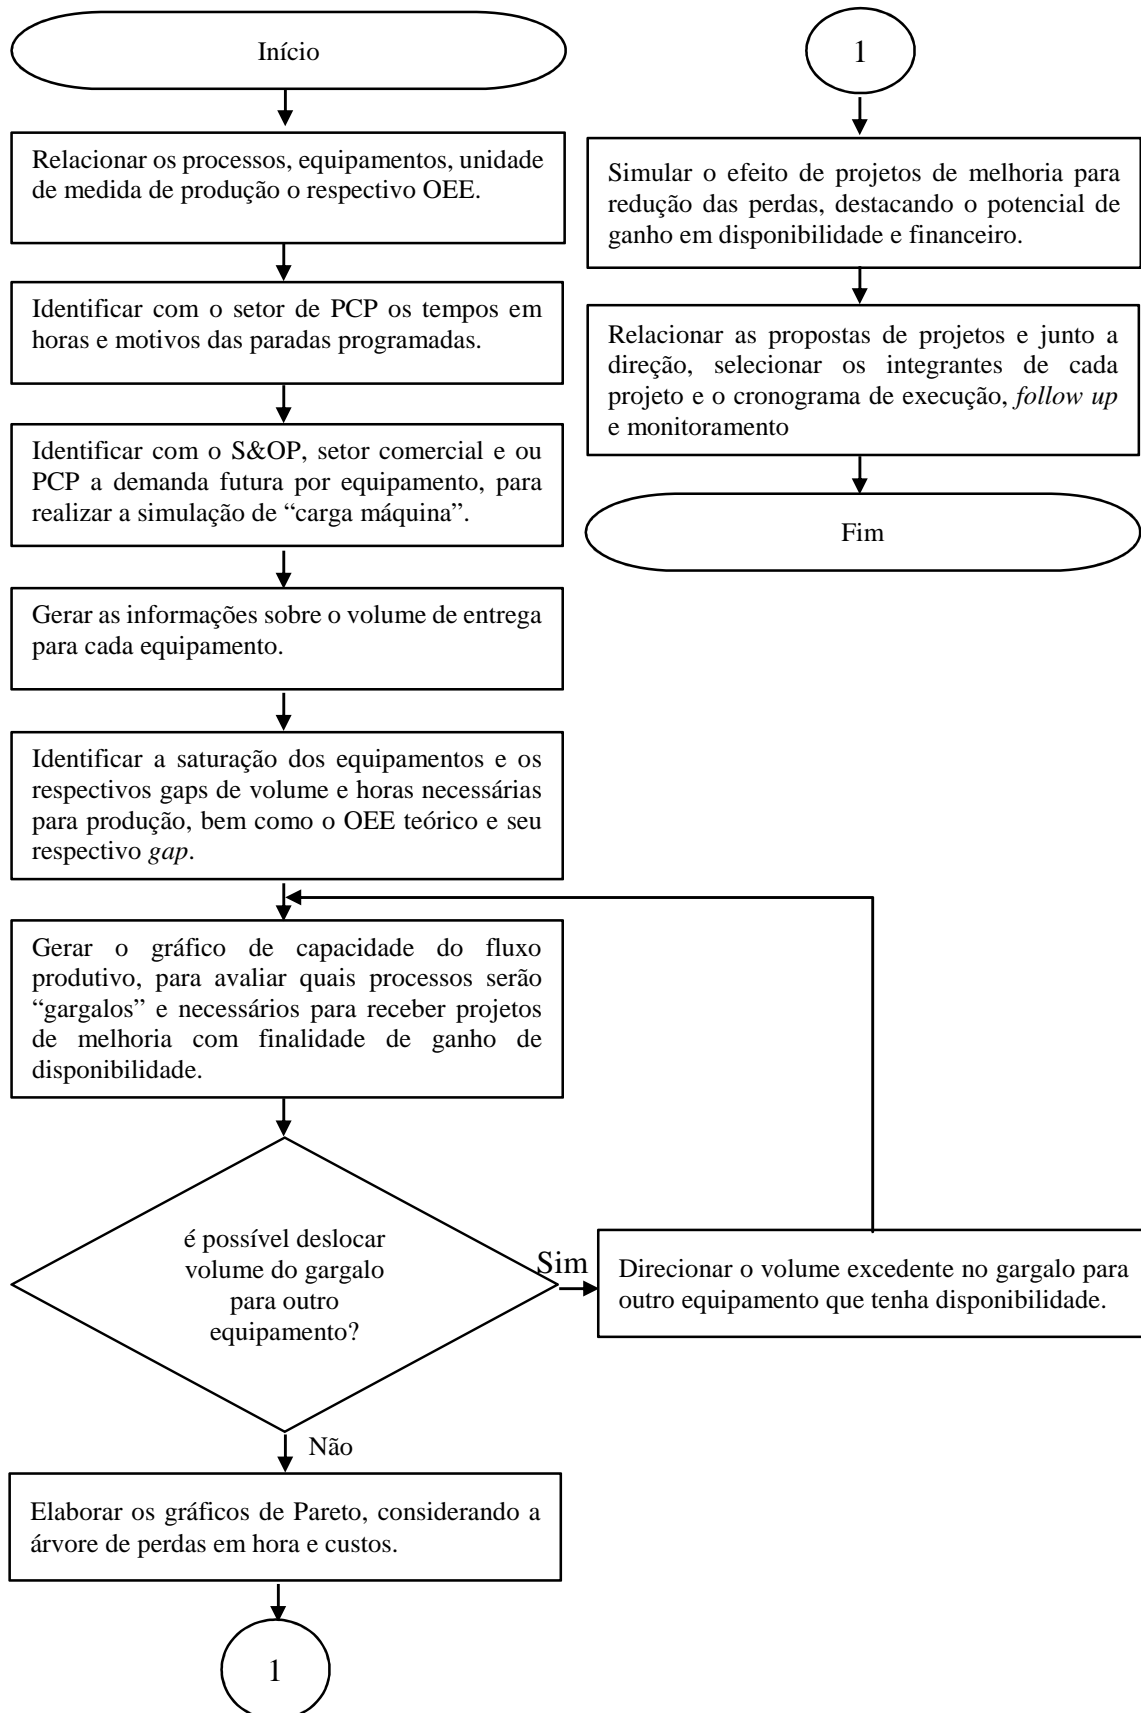 Início
Relacionar os processos, equipamentos, unidade
de medida de produção o respectivo OEE.
Identificar com o setor de PCP os tempos em
horas e motivos das paradas programadas.
Identificar com o S&OP, setor comercial e ou
PCP a demanda futura por equipamento, para
realizar a simulação de “carga máquina”.
Gerar as informações sobre o volume de entrega
para cada equipamento.
Identificar a saturação dos equipamentos e os
respectivos gaps de volume e horas necessárias
para produção, bem como o OEE teórico e seu
respectivo gap.
Gerar o gráfico de capacidade do fluxo
produtivo, para avaliar quais processos serão
“gargalos” e necessários para receber projetos
de melhoria com finalidade de ganho de
disponibilidade.
é possível deslocar
volume do gargalo
para outro
equipamento?
Sim
Direcionar o volume excedente no gargalo para
outro equipamento que tenha disponibilidade.
Não
Elaborar os gráficos de Pareto, considerando a
árvore de perdas em hora e custos.
1
1
Simular o efeito de projetos de melhoria para
redução das perdas, destacando o potencial de
ganho em disponibilidade e financeiro.
Relacionar as propostas de projetos e junto a
direção, selecionar os integrantes de cada
projeto e o cronograma de execução, follow up
e monitoramento
Fim